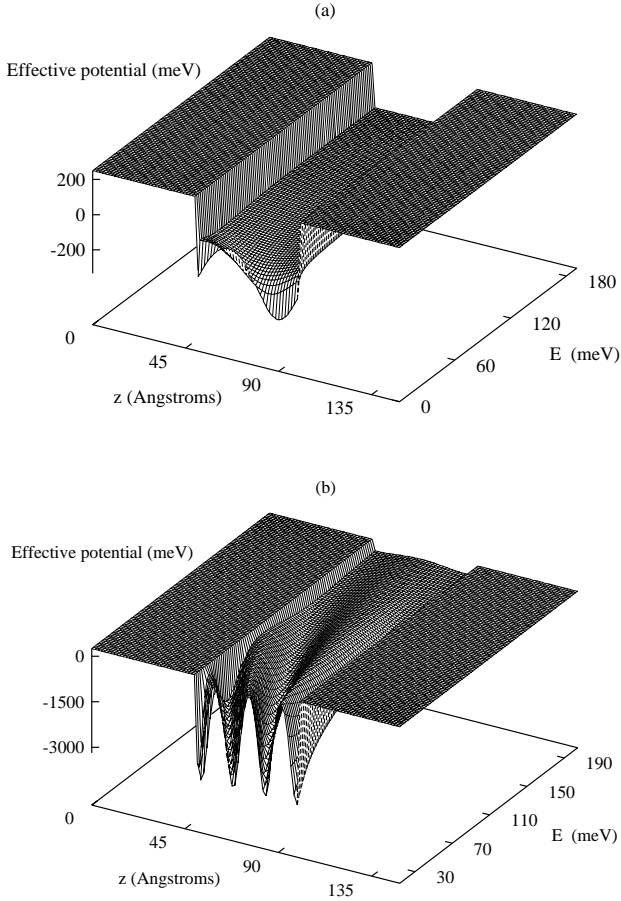 (a)
Effective potential (meV)
200
0
-200
0
45
90
135
z (Angstroms)
0
60
120
180
E (meV)
(b)
Effective potential (meV)
0
-1500
-3000
0
45
90
135
z (Angstroms)
30
70
110
150
190
E (meV)